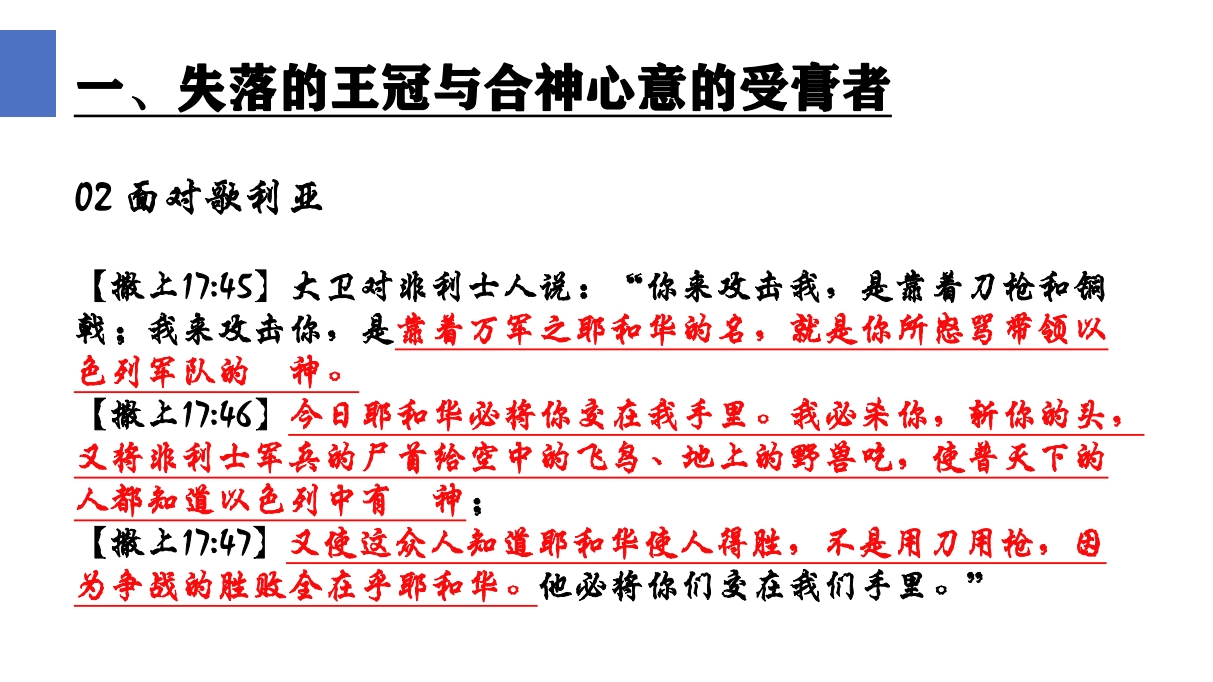 一、失落的王冠与合神心意的受膏者
02 面对歌利亚
【撒上17:45】大卫对非利士人说：“你来攻击我，是靠着刀枪和铜
戟；我来攻击你，是靠着万军之耶和华的名，就是你所怒骂带领以
色列军队的　神。
【撒上17:46】今日耶和华必将你交在我手里。我必杀你，斩你的头，
又将非利士军兵的尸首给空中的飞鸟、地上的野兽吃，使普天下的
人都知道以色列中有　神；
【撒上17:47】又使这众人知道耶和华使人得胜，不是用刀用枪，因
为争战的胜败全在乎耶和华。他必将你们交在我们手里。”